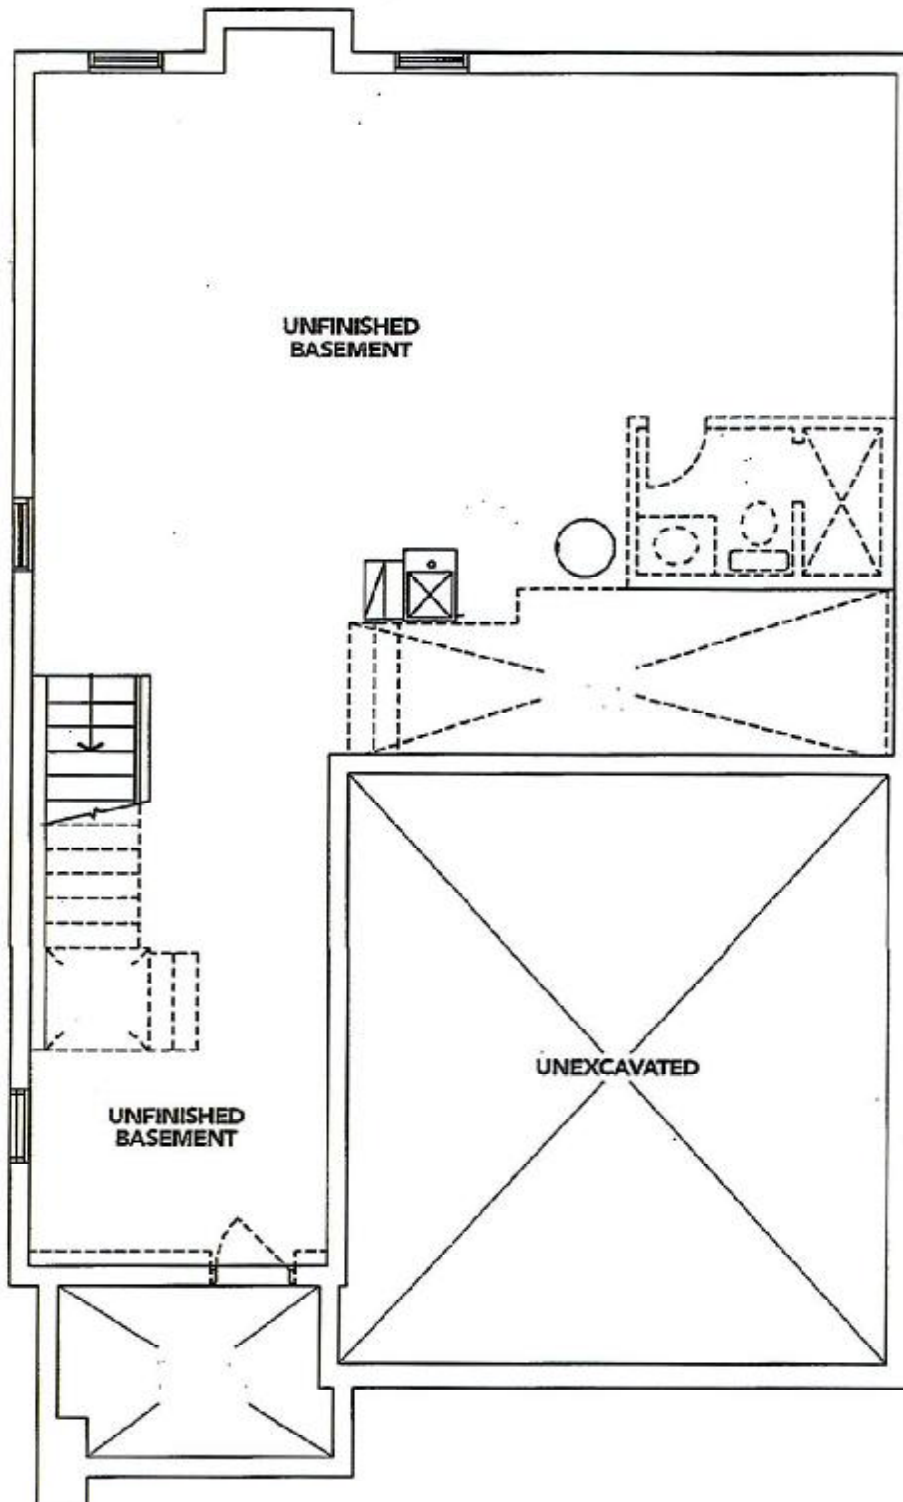 UNFINISHED
BASEMENT
UNEXCAVATED
UNFINISHED
BASEMENT